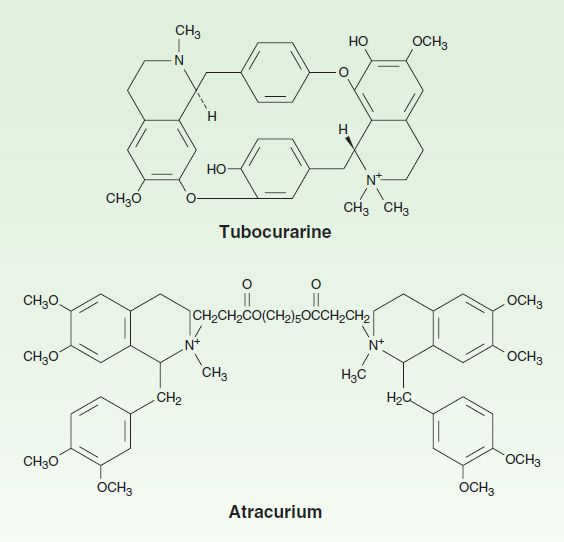 CH₃
N
HO OCH₃
O
H
H
HO
N⁺
CH₃O
O
CH₃ CH₃
Tubocurarine
O O
CH₃O CH₂CH₂CO(CH₂)₅OCCH₂CH₂ OCH₃
CH₃O N⁺ N⁺ OCH₃
CH₃ H₃C
CH₂ H₂C
CH₃O OCH₃
OCH₃ OCH₃
Atracurium